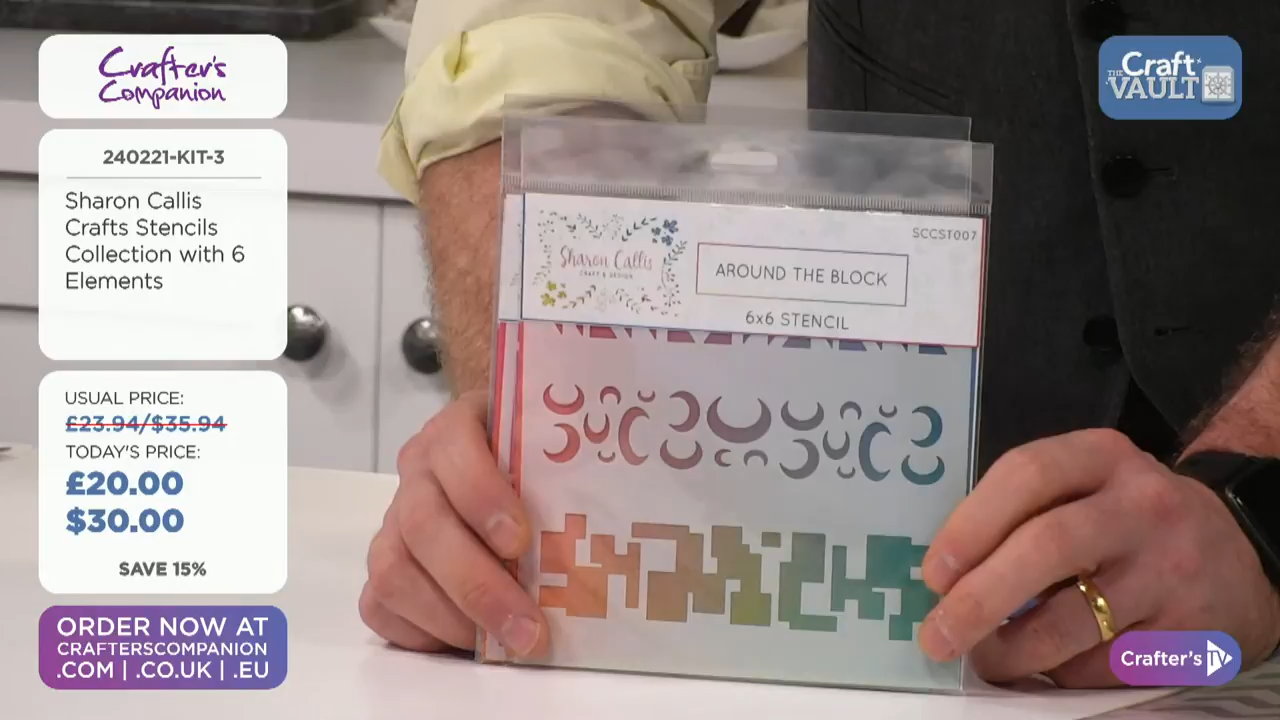 Crafter's
Companion
240221-KIT-3
Sharon Callis
Crafts Stencils
Collection with 6
Elements
USUAL PRICE:
£23.94/$35.94
TODAY'S PRICE:
£20.00
$30.00
SAVE 15%
ORDER NOW AT
CRAFTERSCOMPANION
.COM | .CO.UK | .EU
THE Craft
VAULT
SCCST007
Sharon Callis
CRAFT & DESIGN
AROUND THE BLOCK
6x6 STENCIL
Crafter's TV